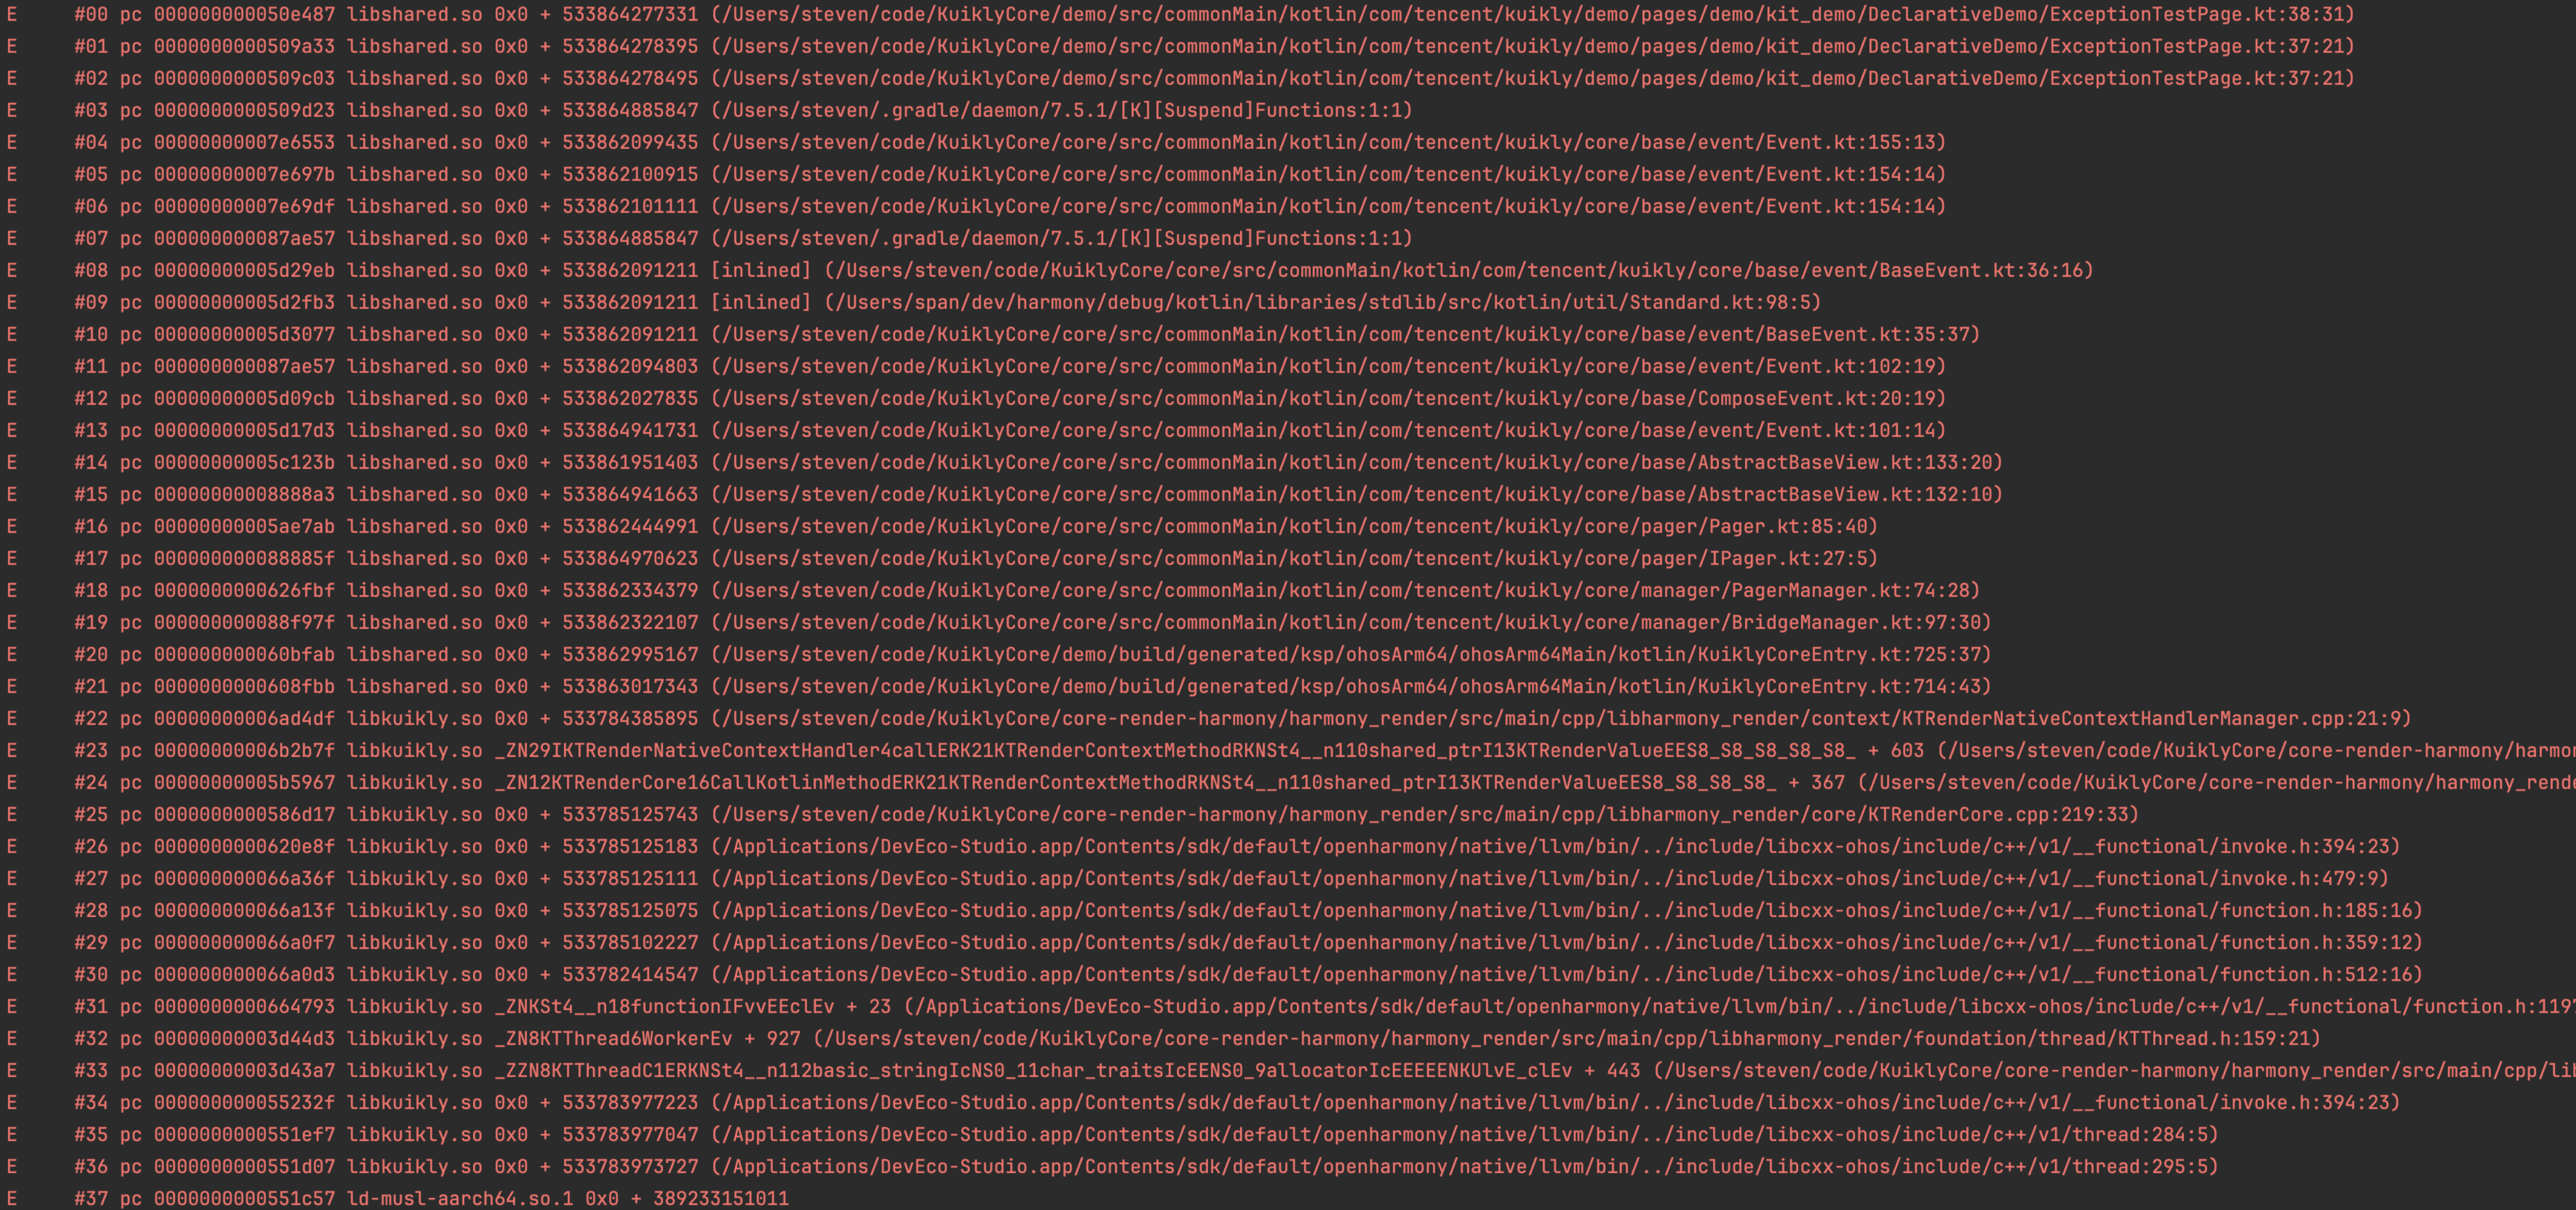 E #00 pc 000000000050e487 libshared.so 0x0 + 533864277331 (/Users/steven/code/KuiklyCore/demo/src/commonMain/kotlin/com/tencent/kuikly/demo/pages/demo/kit_demo/DeclarativeDemo/ExceptionTestPage.kt:38:31)
E #01 pc 0000000000509a33 libshared.so 0x0 + 533864278395 (/Users/steven/code/KuiklyCore/demo/src/commonMain/kotlin/com/tencent/kuikly/demo/pages/demo/kit_demo/DeclarativeDemo/ExceptionTestPage.kt:37:21)
E #02 pc 0000000000509c03 libshared.so 0x0 + 533864278495 (/Users/steven/code/KuiklyCore/demo/src/commonMain/kotlin/com/tencent/kuikly/demo/pages/demo/kit_demo/DeclarativeDemo/ExceptionTestPage.kt:37:21)
E #03 pc 0000000000509d23 libshared.so 0x0 + 533864885847 (/Users/steven/.gradle/daemon/7.5.1/[K][Suspend]Functions:1:1)
E #04 pc 00000000007e6553 libshared.so 0x0 + 533862099435 (/Users/steven/code/KuiklyCore/core/src/commonMain/kotlin/com/tencent/kuikly/core/base/event/Event.kt:155:13)
E #05 pc 00000000007e697b libshared.so 0x0 + 533862100915 (/Users/steven/code/KuiklyCore/core/src/commonMain/kotlin/com/tencent/kuikly/core/base/event/Event.kt:154:14)
E #06 pc 00000000007e69df libshared.so 0x0 + 533862101111 (/Users/steven/code/KuiklyCore/core/src/commonMain/kotlin/com/tencent/kuikly/core/base/event/Event.kt:154:14)
E #07 pc 000000000087ae57 libshared.so 0x0 + 533864885847 (/Users/steven/.gradle/daemon/7.5.1/[K][Suspend]Functions:1:1)
E #08 pc 00000000005d29eb libshared.so 0x0 + 533862091211 [inlined] (/Users/steven/code/KuiklyCore/core/src/commonMain/kotlin/com/tencent/kuikly/core/base/event/BaseEvent.kt:36:16)
E #09 pc 00000000005d2fb3 libshared.so 0x0 + 533862091211 [inlined] (/Users/span/dev/harmony/debug/kotlin/libraries/stdlib/src/kotlin/util/Standard.kt:98:5)
E #10 pc 00000000005d3077 libshared.so 0x0 + 533862091211 (/Users/steven/code/KuiklyCore/core/src/commonMain/kotlin/com/tencent/kuikly/core/base/event/BaseEvent.kt:35:37)
E #11 pc 000000000087ae57 libshared.so 0x0 + 533862094803 (/Users/steven/code/KuiklyCore/core/src/commonMain/kotlin/com/tencent/kuikly/core/base/event/Event.kt:102:19)
E #12 pc 00000000005d09cb libshared.so 0x0 + 533862027835 (/Users/steven/code/KuiklyCore/core/src/commonMain/kotlin/com/tencent/kuikly/core/base/ComposeEvent.kt:20:19)
E #13 pc 00000000005d17d3 libshared.so 0x0 + 533864941731 (/Users/steven/code/KuiklyCore/core/src/commonMain/kotlin/com/tencent/kuikly/core/base/event/Event.kt:101:14)
E #14 pc 00000000005c123b libshared.so 0x0 + 533861951403 (/Users/steven/code/KuiklyCore/core/src/commonMain/kotlin/com/tencent/kuikly/core/base/AbstractBaseView.kt:133:20)
E #15 pc 00000000008888a3 libshared.so 0x0 + 533864941663 (/Users/steven/code/KuiklyCore/core/src/commonMain/kotlin/com/tencent/kuikly/core/base/AbstractBaseView.kt:132:10)
E #16 pc 00000000005ae7ab libshared.so 0x0 + 533862444991 (/Users/steven/code/KuiklyCore/core/src/commonMain/kotlin/com/tencent/kuikly/core/pager/Pager.kt:85:40)
E #17 pc 000000000088885f libshared.so 0x0 + 533864970623 (/Users/steven/code/KuiklyCore/core/src/commonMain/kotlin/com/tencent/kuikly/core/pager/IPager.kt:27:5)
E #18 pc 0000000000626fbf libshared.so 0x0 + 533862334379 (/Users/steven/code/KuiklyCore/core/src/commonMain/kotlin/com/tencent/kuikly/core/manager/PagerManager.kt:74:28)
E #19 pc 000000000088f97f libshared.so 0x0 + 533862322107 (/Users/steven/code/KuiklyCore/core/src/commonMain/kotlin/com/tencent/kuikly/core/manager/BridgeManager.kt:97:30)
E #20 pc 000000000060bfab libshared.so 0x0 + 533862995167 (/Users/steven/code/KuiklyCore/demo/build/generated/ksp/ohosArm64/ohosArm64Main/kotlin/KuiklyCoreEntry.kt:725:37)
E #21 pc 0000000000608fbb libshared.so 0x0 + 533863017343 (/Users/steven/code/KuiklyCore/demo/build/generated/ksp/ohosArm64/ohosArm64Main/kotlin/KuiklyCoreEntry.kt:714:43)
E #22 pc 00000000006ad4df libkuikly.so 0x0 + 533784385895 (/Users/steven/code/KuiklyCore/core-render-harmony/harmony_render/src/main/cpp/libharmony_render/context/KTRenderNativeContextHandlerManager.cpp:21:9)
E #23 pc 00000000006b2b7f libkuikly.so _ZN29IKTRenderNativeContextHandler4callERK21KTRenderContextMethodRKNSt4__n110shared_ptrI13KTRenderValueEES8_S8_S8_S8_S8_ + 603 (/Users/steven/code/KuiklyCore/core-render-harmony/harmon
E #24 pc 00000000005b5967 libkuikly.so _ZN12KTRenderCore16CallKotlinMethodERK21KTRenderContextMethodRKNSt4__n110shared_ptrI13KTRenderValueEES8_S8_S8_S8_ + 367 (/Users/steven/code/KuiklyCore/core-render-harmony/harmony_rende
E #25 pc 0000000000586d17 libkuikly.so 0x0 + 533785125743 (/Users/steven/code/KuiklyCore/core-render-harmony/harmony_render/src/main/cpp/libharmony_render/core/KTRenderCore.cpp:219:33)
E #26 pc 0000000000620e8f libkuikly.so 0x0 + 533785125183 (/Applications/DevEco-Studio.app/Contents/sdk/default/openharmony/native/llvm/bin/../include/libcxx-ohos/include/c++/v1/__functional/invoke.h:394:23)
E #27 pc 000000000066a36f libkuikly.so 0x0 + 533785125111 (/Applications/DevEco-Studio.app/Contents/sdk/default/openharmony/native/llvm/bin/../include/libcxx-ohos/include/c++/v1/__functional/invoke.h:479:9)
E #28 pc 000000000066a13f libkuikly.so 0x0 + 533785125075 (/Applications/DevEco-Studio.app/Contents/sdk/default/openharmony/native/llvm/bin/../include/libcxx-ohos/include/c++/v1/__functional/function.h:185:16)
E #29 pc 000000000066a0f7 libkuikly.so 0x0 + 533785102227 (/Applications/DevEco-Studio.app/Contents/sdk/default/openharmony/native/llvm/bin/../include/libcxx-ohos/include/c++/v1/__functional/function.h:359:12)
E #30 pc 000000000066a0d3 libkuikly.so 0x0 + 533782414547 (/Applications/DevEco-Studio.app/Contents/sdk/default/openharmony/native/llvm/bin/../include/libcxx-ohos/include/c++/v1/__functional/function.h:512:16)
E #31 pc 0000000000664793 libkuikly.so _ZNKSt4__n18functionIFvvEEclEv + 23 (/Applications/DevEco-Studio.app/Contents/sdk/default/openharmony/native/llvm/bin/../include/libcxx-ohos/include/c++/v1/__functional/function.h:1197
E #32 pc 00000000003d44d3 libkuikly.so _ZN8KTThread6WorkerEv + 927 (/Users/steven/code/KuiklyCore/core-render-harmony/harmony_render/src/main/cpp/libharmony_render/foundation/thread/KTThread.h:159:21)
E #33 pc 00000000003d43a7 libkuikly.so _ZZN8KTThreadC1ERKNSt4__n112basic_stringIcNS0_11char_traitsIcEENS0_9allocatorIcEEEEENKUlvE_clEv + 443 (/Users/steven/code/KuiklyCore/core-render-harmony/harmony_render/src/main/cpp/lib
E #34 pc 000000000055232f libkuikly.so 0x0 + 533783977223 (/Applications/DevEco-Studio.app/Contents/sdk/default/openharmony/native/llvm/bin/../include/libcxx-ohos/include/c++/v1/__functional/invoke.h:394:23)
E #35 pc 0000000000551ef7 libkuikly.so 0x0 + 533783977047 (/Applications/DevEco-Studio.app/Contents/sdk/default/openharmony/native/llvm/bin/../include/libcxx-ohos/include/c++/v1/thread:284:5)
E #36 pc 0000000000551d07 libkuikly.so 0x0 + 533783973727 (/Applications/DevEco-Studio.app/Contents/sdk/default/openharmony/native/llvm/bin/../include/libcxx-ohos/include/c++/v1/thread:295:5)
E #37 pc 0000000000551c57 ld-musl-aarch64.so.1 0x0 + 389233151011